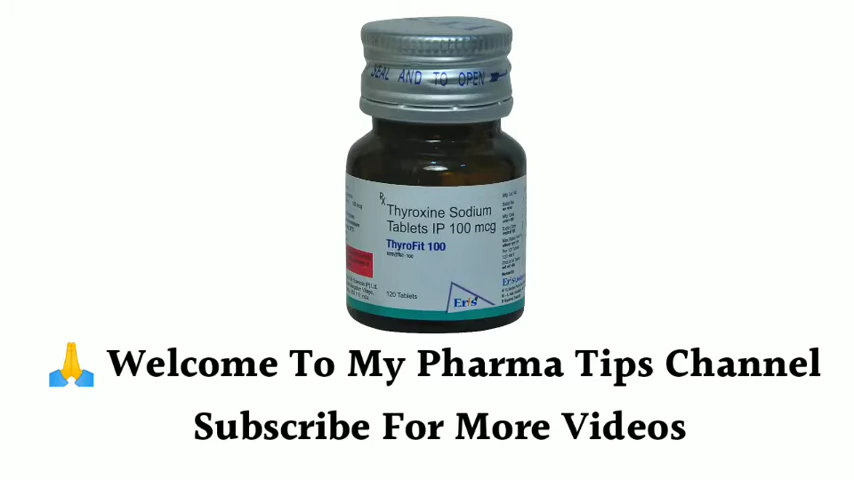 SEAL AND TO OPEN
Rx
Thyroxine Sodium
Tablets IP 100 mcg
ThyroFit 100
120 Tablets
Eris
🙏 Welcome To My Pharma Tips Channel
Subscribe For More Videos